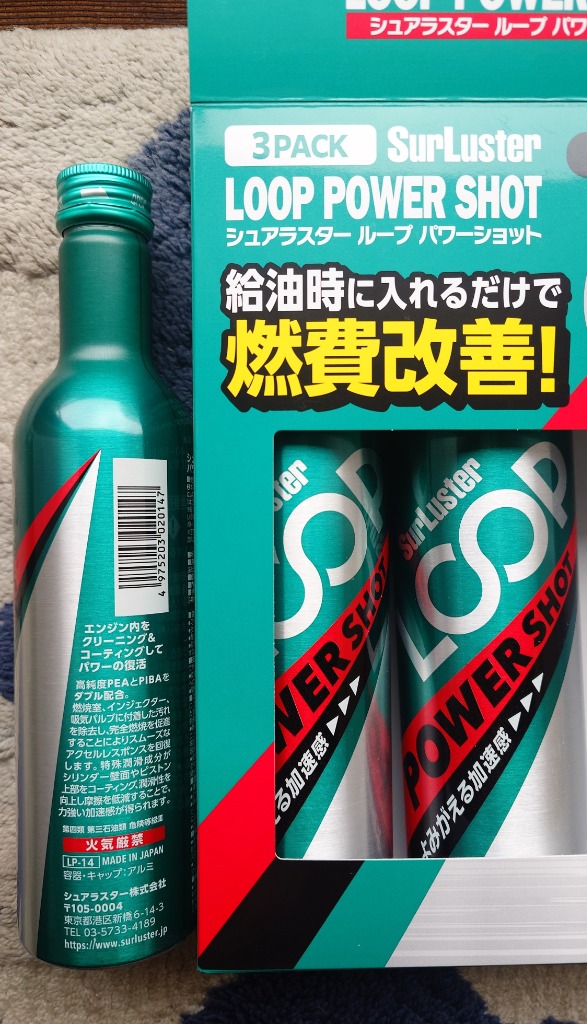 LOOP POWER
シュアラスター ループ パワ
3PACK
SurLuster
LOOP POWER SHOT
シュアラスター ループ パワーショット
給油時に入れるだけで
燃費改善!
SurLuster
LOOP
POWER SHOT
よみがえる加速感
ster
OOP
WER SHOT
える加速感
4 975203 020147
エンジン内を
クリーニング&
コーティングして
パワーの復活
高純度PEAとPIBAを
ダブル配合。
燃焼室、インジェクター、
吸気バルブに付着した汚れ
を除去し、完全燃焼を促進
することによりスムーズな
アクセルレスポンスを回復
します。特殊潤滑成分が
シリンダー壁面やピストン
上部をコーティング、潤滑性を
向上し摩擦を低減することで、
力強い加速感が得られます。
第四類 第三石油類 危険等級Ⅲ
火気厳禁
LP-14 MADE IN JAPAN
容器・キャップ:アルミ
シュアラスター株式会社
〒105-0004
東京都港区新橋6-14-3
TEL 03-5733-4189
https://www.surluster.jp